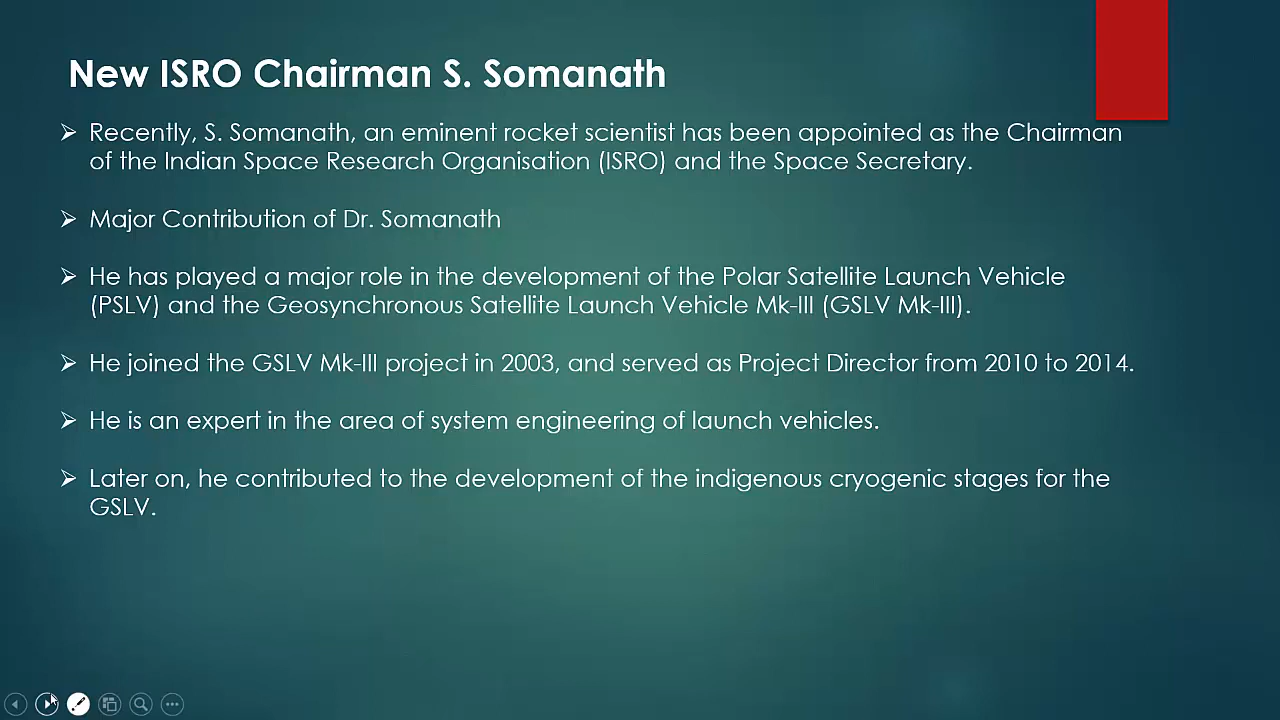 New ISRO Chairman S. Somanath
➢ Recently, S. Somanath, an eminent rocket scientist has been appointed as the Chairman
of the Indian Space Research Organisation (ISRO) and the Space Secretary.
➢ Major Contribution of Dr. Somanath
➢ He has played a major role in the development of the Polar Satellite Launch Vehicle
(PSLV) and the Geosynchronous Satellite Launch Vehicle Mk-III (GSLV Mk-III).
➢ He joined the GSLV Mk-III project in 2003, and served as Project Director from 2010 to 2014.
➢ He is an expert in the area of system engineering of launch vehicles.
➢ Later on, he contributed to the development of the indigenous cryogenic stages for the
GSLV.